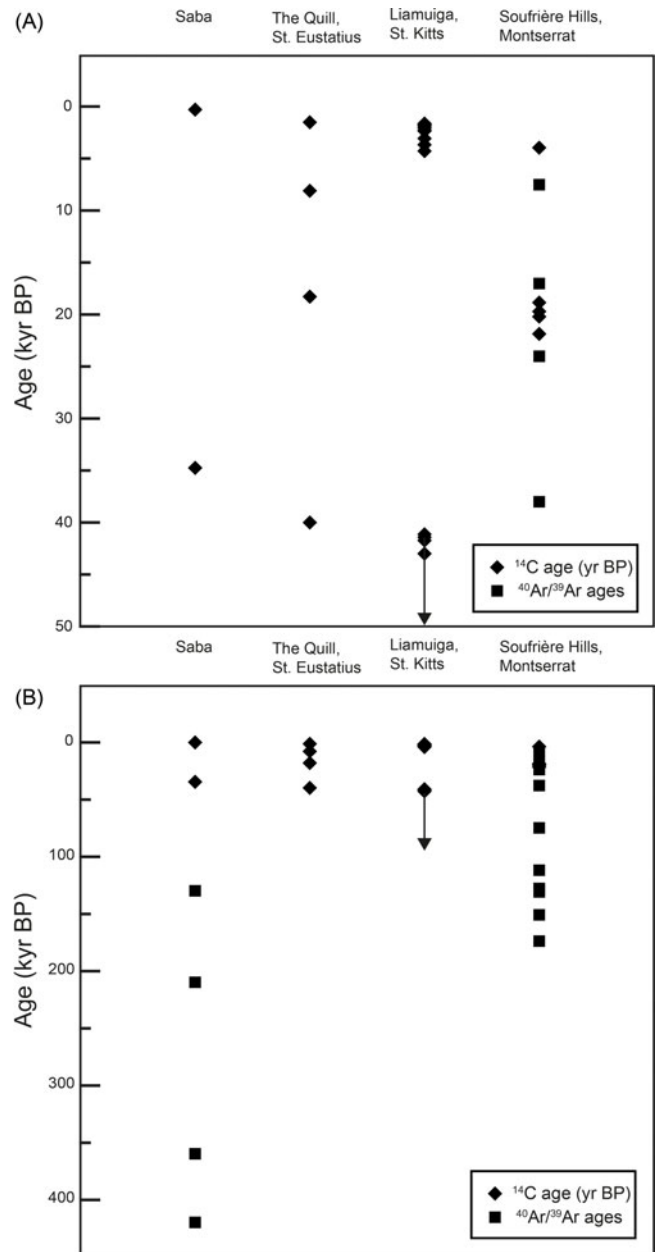 (A)
Saba
The Quill,
St. Eustatius
Liamuiga,
St. Kitts
Soufrière Hills,
Montserrat
0
10
20
30
40
50
Age (kyr BP)
◆ ¹⁴C age (yr BP)
■ ⁴⁰Ar/³⁹Ar ages
(B)
Saba
The Quill,
St. Eustatius
Liamuiga,
St. Kitts
Soufrière Hills,
Montserrat
0
100
200
300
400
Age (kyr BP)
◆ ¹⁴C age (yr BP)
■ ⁴⁰Ar/³⁹Ar ages